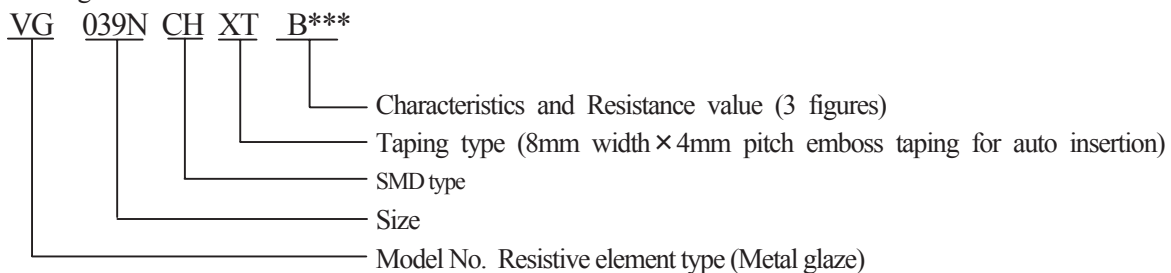 VG 039N CH XT B***
Characteristics and Resistance value (3 figures)
Taping type (8mm width×4mm pitch emboss taping for auto insertion)
SMD type
Size
Model No. Resistive element type (Metal glaze)